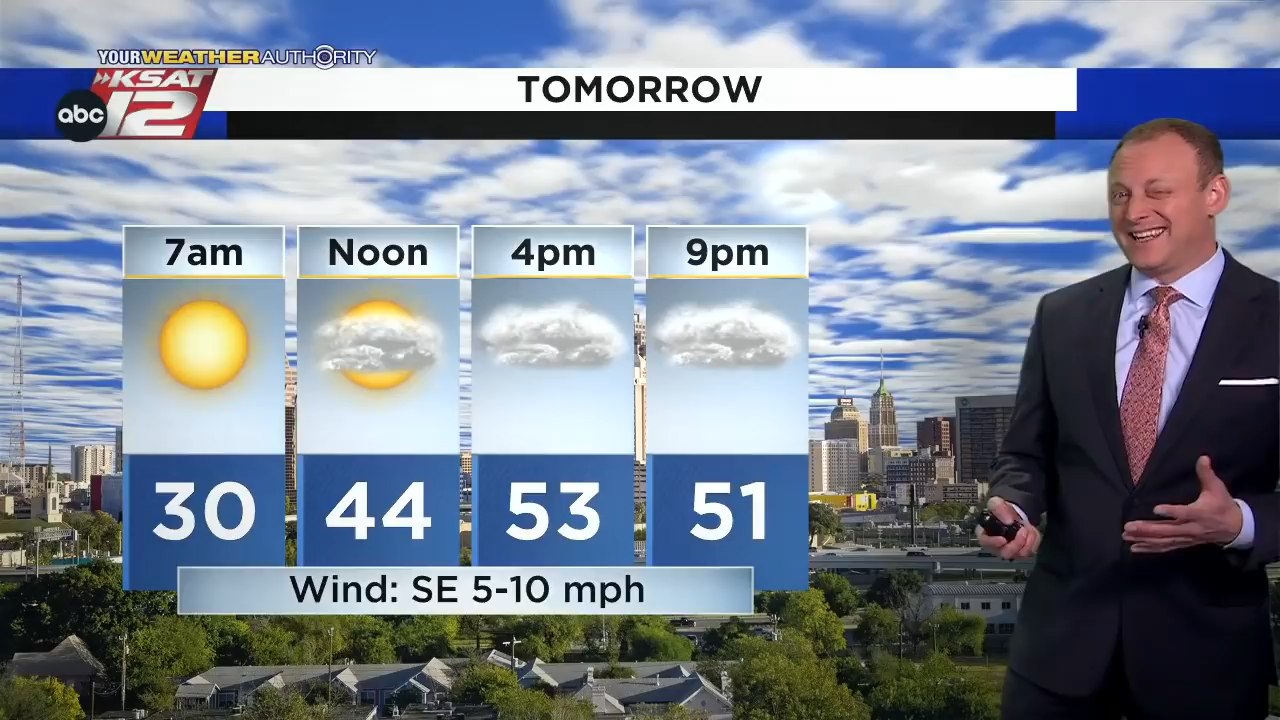 YOURWEATHERAUTHORITY
KSAT
abc 12
TOMORROW
7am Noon 4pm 9pm
30 44 53 51
Wind: SE 5-10 mph